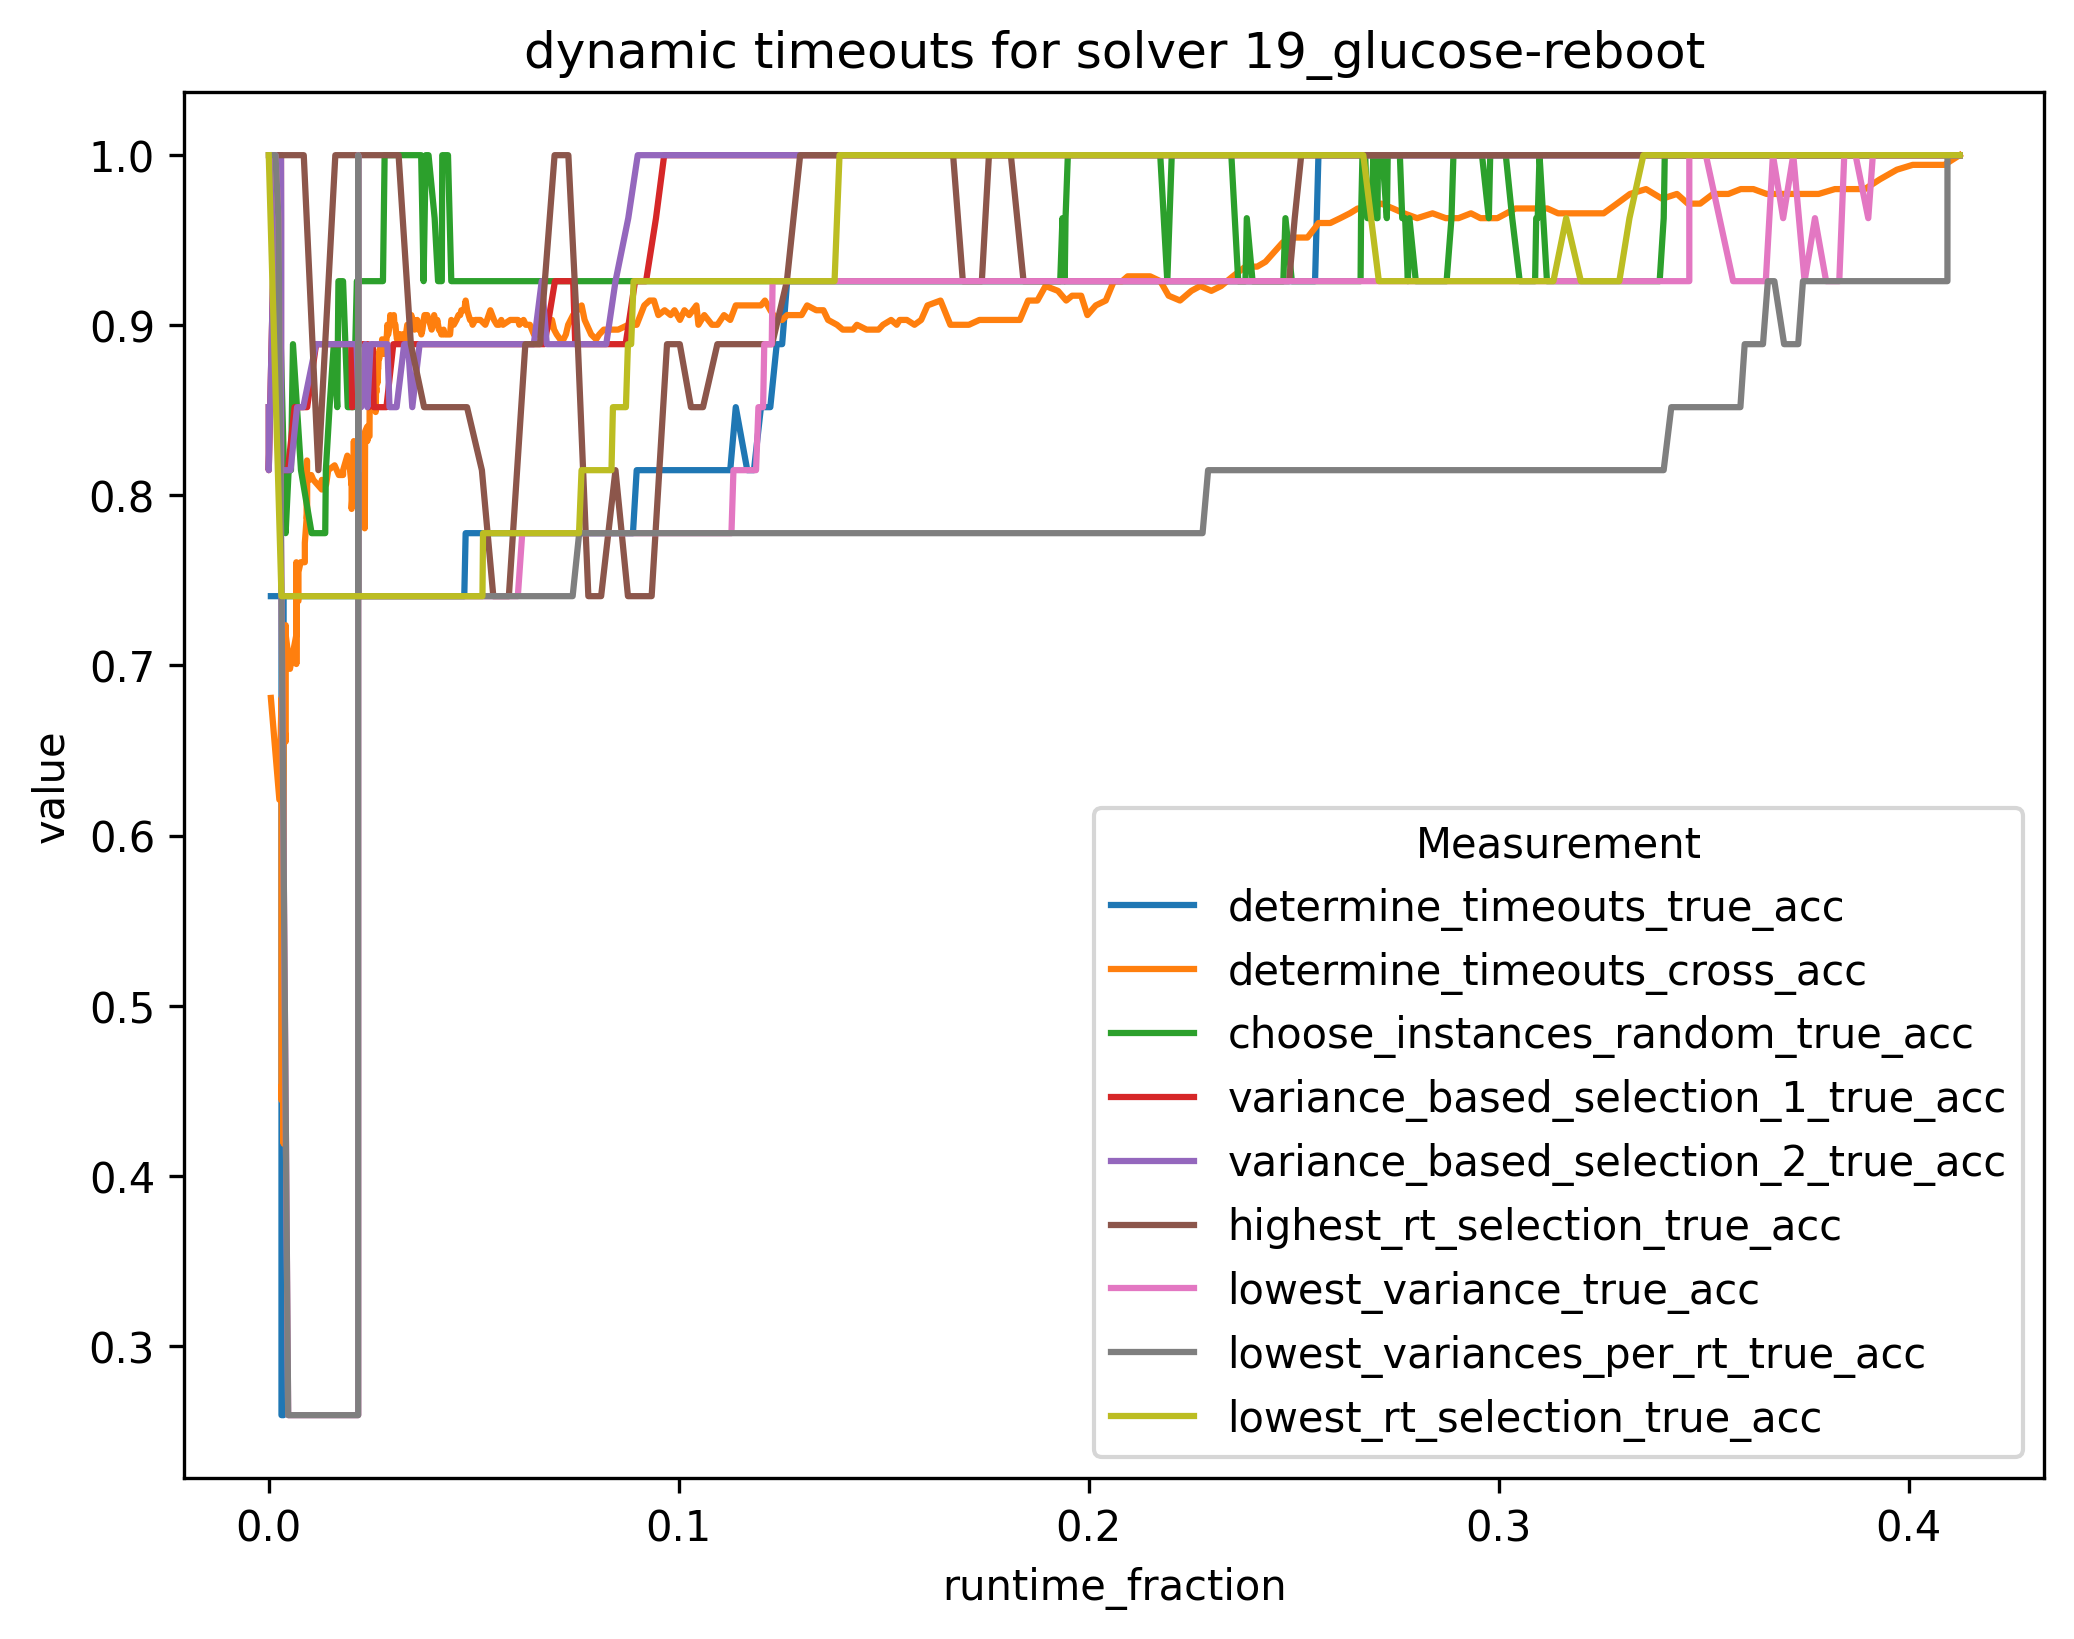 dynamic timeouts for solver 19_glucose-reboot
1.0
0.9
0.8
0.7
0.6
0.5
0.4
0.3
value
Measurement
determine_timeouts_true_acc
determine_timeouts_cross_acc
choose_instances_random_true_acc
variance_based_selection_1_true_acc
variance_based_selection_2_true_acc
highest_rt_selection_true_acc
lowest_variance_true_acc
lowest_variances_per_rt_true_acc
lowest_rt_selection_true_acc
0.0 0.1 0.2 0.3 0.4
runtime_fraction